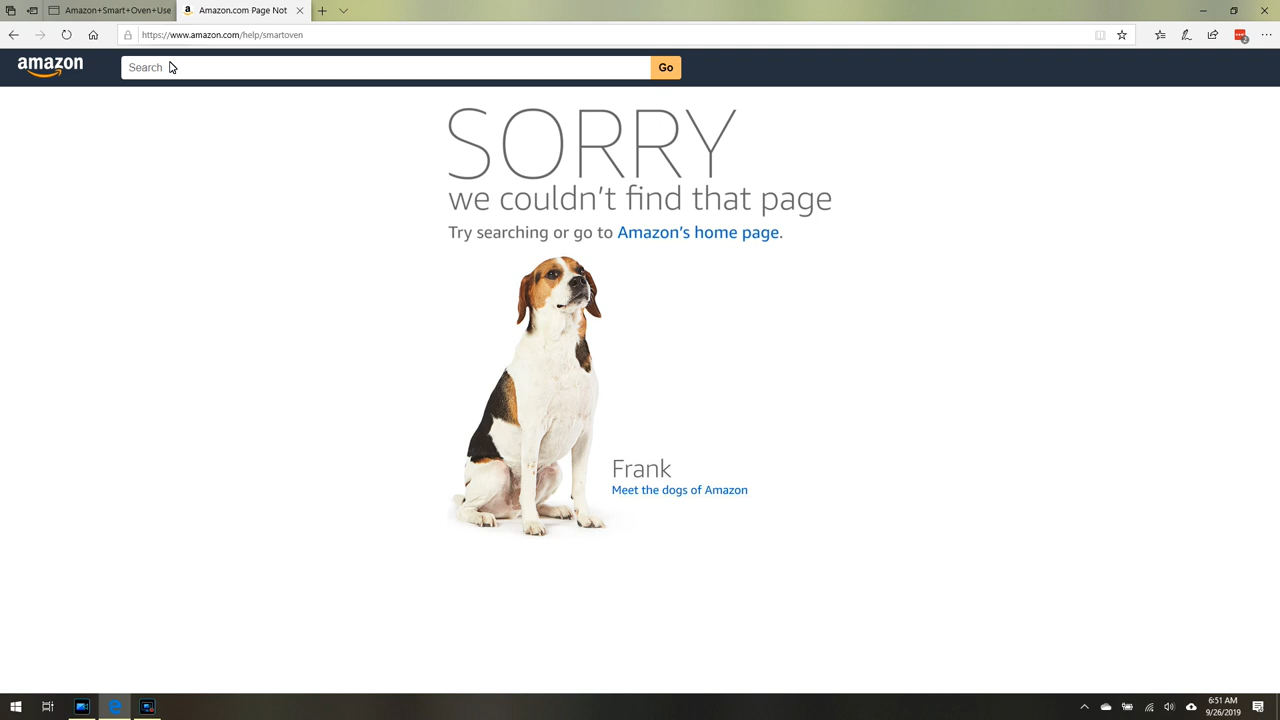 Amazon+Smart+Oven+Use
Amazon.com Page Not
https://www.amazon.com/help/smartoven
amazon
Search
Go
SORRY
we couldn't find that page
Try searching or go to Amazon's home page.
Frank
Meet the dogs of Amazon
6:51 AM
9/26/2019